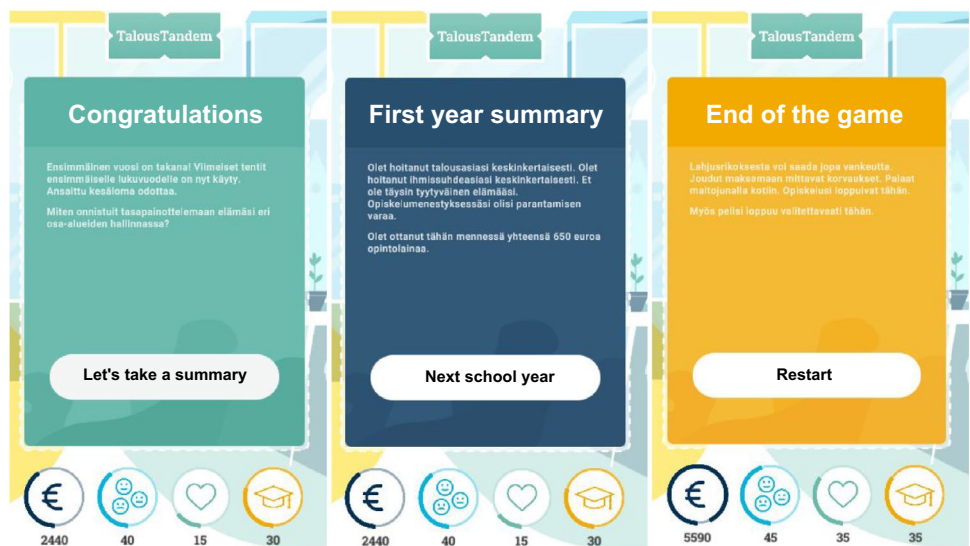 TalousTandem
Congratulations
Ensimmäinen vuosi on takana! Viimeiset tentit
ensimmäiselle lukuvuodelle on nyt käyty.
Ansaittu kesäloma odottaa.
Miten onnistuit tasapainottelemaan elämäsi eri
osa-alueiden hallinnassa?
Let's take a summary
€
2440
40
15
30
TalousTandem
First year summary
Olet hoitanut talousasiasi keskinkertaisesti. Olet
hoitanut ihmissuhdeasiasi keskinkertaisesti. Et
ole täysin tyytyväinen elämääsi.
Opiskelumenestyksessäsi olisi parantamisen
varaa.
Olet ottanut tähän mennessä yhteensä 650 euroa
opintolainaa.
Next school year
€
2440
40
15
30
TalousTandem
End of the game
Lahjusrikoksesta voi saada jopa vankeutta.
Joudut maksamaan mittavat korvaukset. Palaat
maitojunalla kotiin. Opiskelusi loppuivat tähän.
Myös pelisi loppuu valitettavasti tähän.
Restart
€
5590
45
35
35